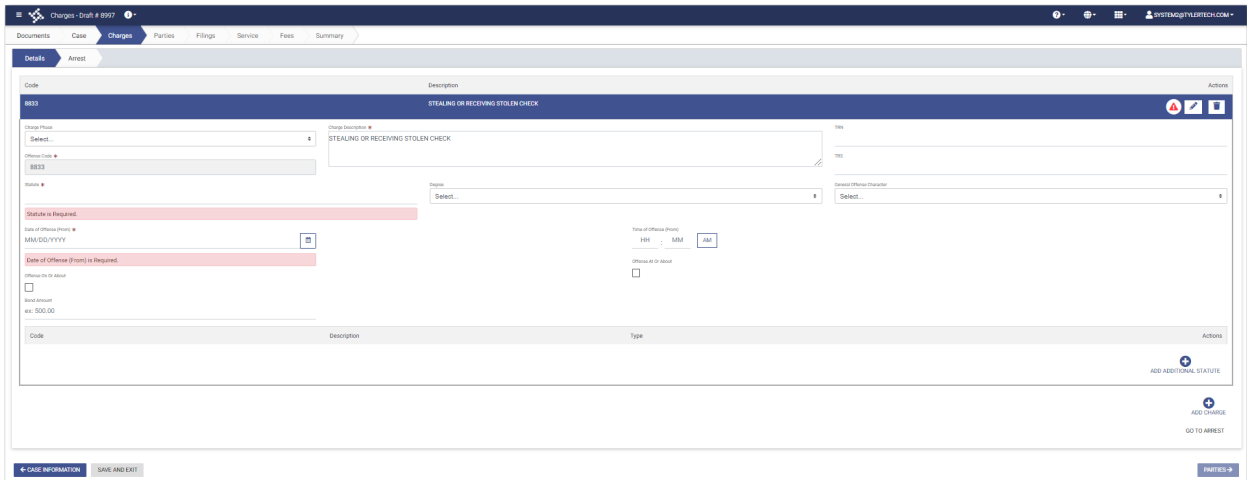 Charges - Draft # 8997
SYSTEM2@TYLERTECH.COM
Documents Case Charges Parties Filings Service Fees Summary
Details Arrest
Code Description Actions
8833 STEALING OR RECEIVING STOLEN CHECK
Charge Phase Charge Description TRN
Select... STEALING OR RECEIVING STOLEN CHECK
Offense Code TRS
8833
Statute Degree General Offense Character
Select... Select...
Statute is Required.
Date of Offense (From) Time of Offense (From)
MM/DD/YYYY HH : MM AM
Date of Offense (From) is Required.
Offense At Or About
Offense On Or About
Bond Amount
ex: 500.00
Code Description Type Actions
ADD ADDITIONAL STATUTE
ADD CHARGE
GO TO ARREST
CASE INFORMATION SAVE AND EXIT PARTIES